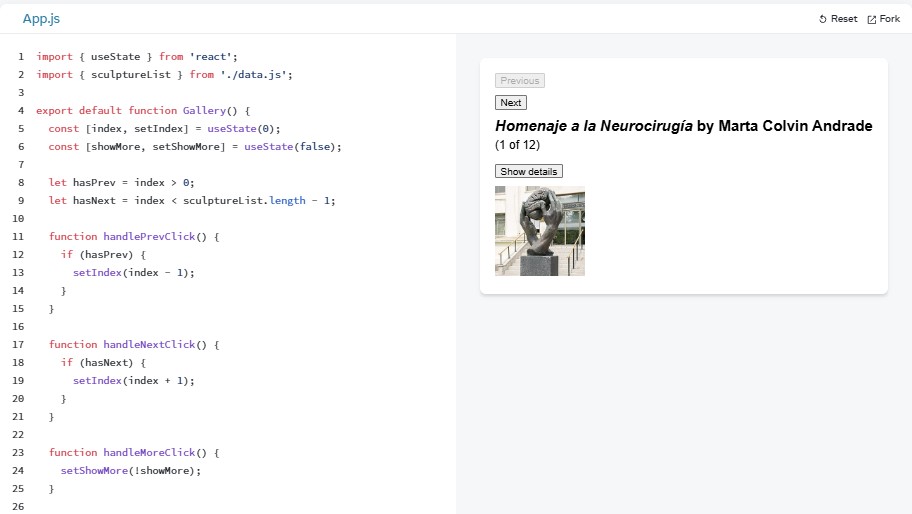 App.js
Reset
Fork
1 import { useState } from 'react';
2 import { sculptureList } from './data.js';
3
4 export default function Gallery() {
5   const [index, setIndex] = useState(0);
6   const [showMore, setShowMore] = useState(false);
7
8   let hasPrev = index > 0;
9   let hasNext = index < sculptureList.length - 1;
10
11   function handlePrevClick() {
12     if (hasPrev) {
13       setIndex(index - 1);
14     }
15   }
16
17   function handleNextClick() {
18     if (hasNext) {
19       setIndex(index + 1);
20     }
21   }
22
23   function handleMoreClick() {
24     setShowMore(!showMore);
25   }
26
Previous
Next
Homenaje a la Neurocirugía by Marta Colvin Andrade
(1 of 12)
Show details